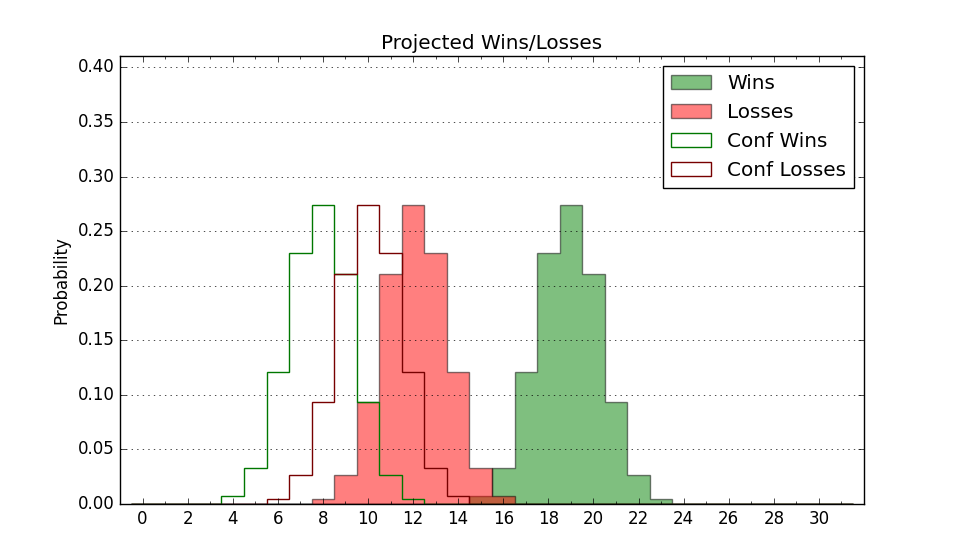 Projected Wins/Losses
0.40
0.35
0.30
0.25
0.20
0.15
0.10
0.05
0.00
Probability
Wins
Losses
Conf Wins
Conf Losses
0 2 4 6 8 10 12 14 16 18 20 22 24 26 28 30